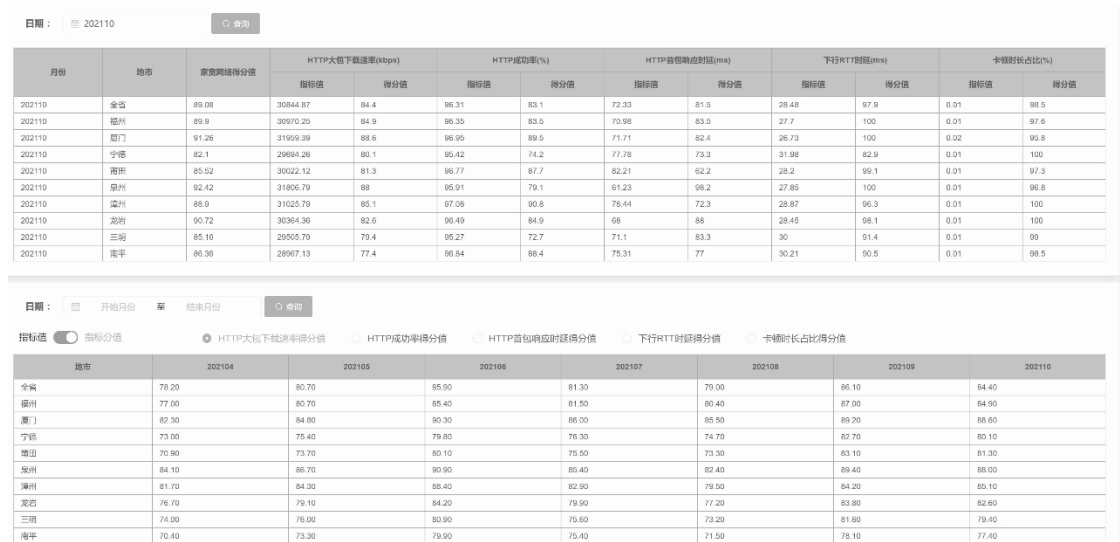 日期： 202110 查询
月份 地市 家宽网络得分值 HTTP大包下载速率(kbps) HTTP成功率(%) HTTP首包响应时延(ms) 下行RTT时延(ms) 卡顿时长占比(%)
指标值 得分值 指标值 得分值 指标值 得分值 指标值 得分值 指标值 得分值
202110 全省 89.08 30844.87 84.4 96.31 83.1 72.33 81.5 28.48 97.9 0.01 98.5
202110 福州 89.9 30970.25 84.9 96.35 83.5 70.98 83.5 27.7 100 0.01 97.6
202110 厦门 91.26 31959.39 88.6 96.95 89.5 71.71 82.4 26.73 100 0.02 95.8
202110 宁德 82.1 29694.26 80.1 95.42 74.2 77.78 73.3 31.98 82.9 0.01 100
202110 莆田 85.52 30022.12 81.3 96.77 87.7 82.21 62.2 28.2 99.1 0.01 97.3
202110 泉州 92.42 31806.79 88 95.91 79.1 61.23 98.2 27.85 100 0.01 96.8
202110 漳州 88.9 31025.79 85.1 97.08 90.8 78.44 72.3 28.87 96.3 0.01 100
202110 龙岩 90.72 30364.36 82.6 96.49 84.9 68 88 28.45 98.1 0.01 100
202110 三明 85.16 29505.79 79.4 95.27 72.7 71.1 83.3 30 91.4 0.01 99
202110 南平 86.36 28967.13 77.4 96.84 88.4 75.31 77 30.21 90.5 0.01 98.5
日期： 开始月份 至 结束月份 查询
指标值 指标分值 HTTP大包下载速率得分值 HTTP成功率得分值 HTTP首包响应时延得分值 下行RTT时延得分值 卡顿时长占比得分值
地市 202104 202105 202106 202107 202108 202109 202110
全省 78.20 80.70 85.90 81.30 79.00 86.10 84.40
福州 77.00 80.70 85.40 81.50 80.40 87.00 84.90
厦门 82.30 84.80 90.30 86.00 85.50 89.20 88.60
宁德 73.00 75.40 79.80 76.30 74.70 82.70 80.10
莆田 70.90 73.70 80.10 75.50 73.30 83.10 81.30
泉州 84.10 86.70 90.90 85.40 82.40 89.40 88.00
漳州 81.70 84.30 88.40 82.90 79.50 84.20 85.10
龙岩 76.70 79.10 84.20 79.90 77.20 83.80 82.60
三明 74.00 76.00 80.90 75.60 73.20 81.60 79.40
南平 70.40 73.30 79.90 75.40 71.50 78.10 77.40